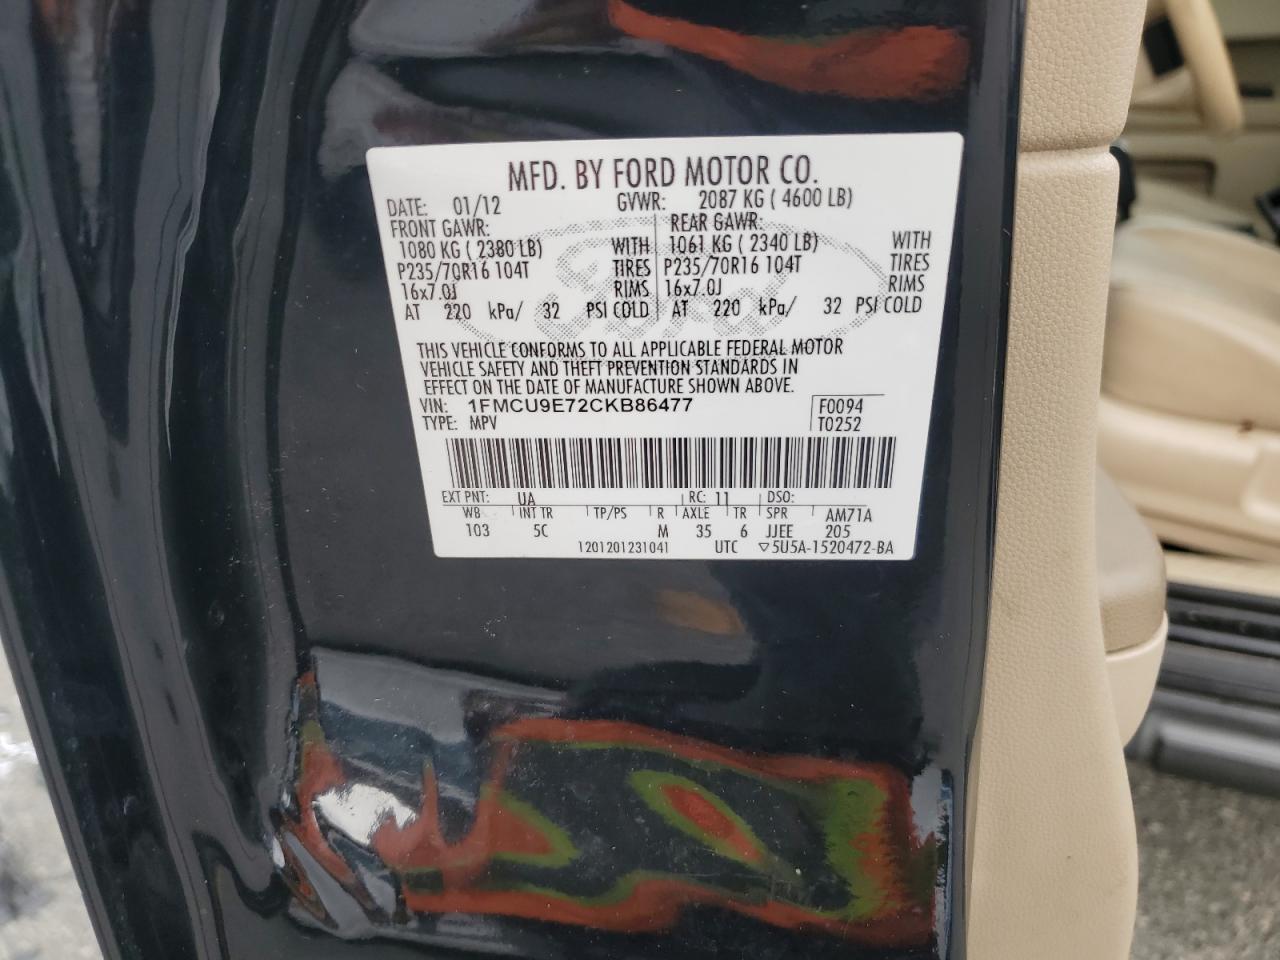 MFD. BY FORD MOTOR CO.
DATE: 01/12 GVWR: 2087 KG ( 4600 LB)
FRONT GAWR: REAR GAWR:
1080 KG ( 2380 LB) WITH 1061 KG ( 2340 LB) WITH
P235/70R16 104T TIRES P235/70R16 104T TIRES
16x7.0J RIMS 16x7.0J RIMS
AT 220 kPa/ 32 PSI COLD AT 220 kPa/ 32 PSI COLD
Ford
THIS VEHICLE CONFORMS TO ALL APPLICABLE FEDERAL MOTOR
VEHICLE SAFETY AND THEFT PREVENTION STANDARDS IN
EFFECT ON THE DATE OF MANUFACTURE SHOWN ABOVE.
VIN: 1FMCU9E72CKB86477 F0094
TYPE: MPV T0252
EXT PNT: UA RC: 11 DSO:
WB INT TR TP/PS R AXLE TR SPR AM71A
103 5C M 35 6 JJEE 205
1201201231041 UTC ▽5U5A-1520472-BA